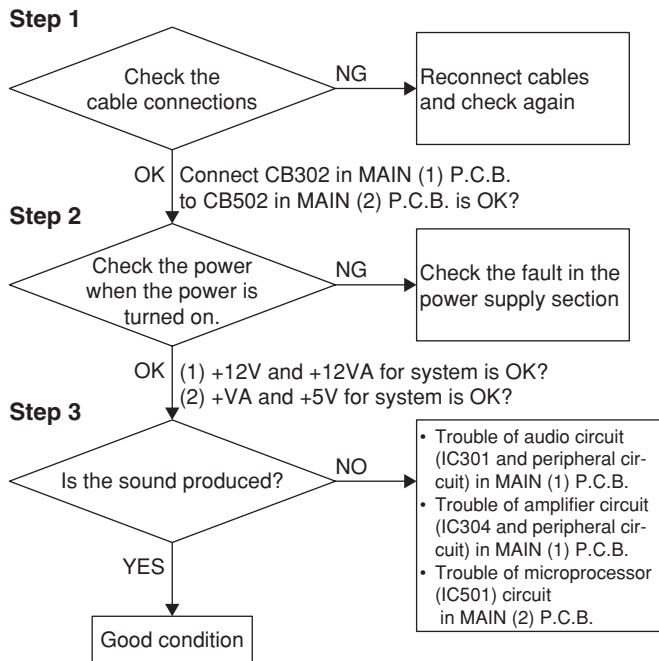 Step 1
Check the
cable connections
NG
Reconnect cables
and check again
OK
Connect CB302 in MAIN (1) P.C.B.
to CB502 in MAIN (2) P.C.B. is OK?
Step 2
Check the power
when the power is
turned on.
NG
Check the fault in the
power supply section
OK
(1) +12V and +12VA for system is OK?
(2) +VA and +5V for system is OK?
Step 3
Is the sound produced?
NO
• Trouble of audio circuit
(IC301 and peripheral cir-
cuit) in MAIN (1) P.C.B.
• Trouble of amplifier circuit
(IC304 and peripheral cir-
cuit) in MAIN (1) P.C.B.
• Trouble of microprocessor
(IC501) circuit
in MAIN (2) P.C.B.
YES
Good condition